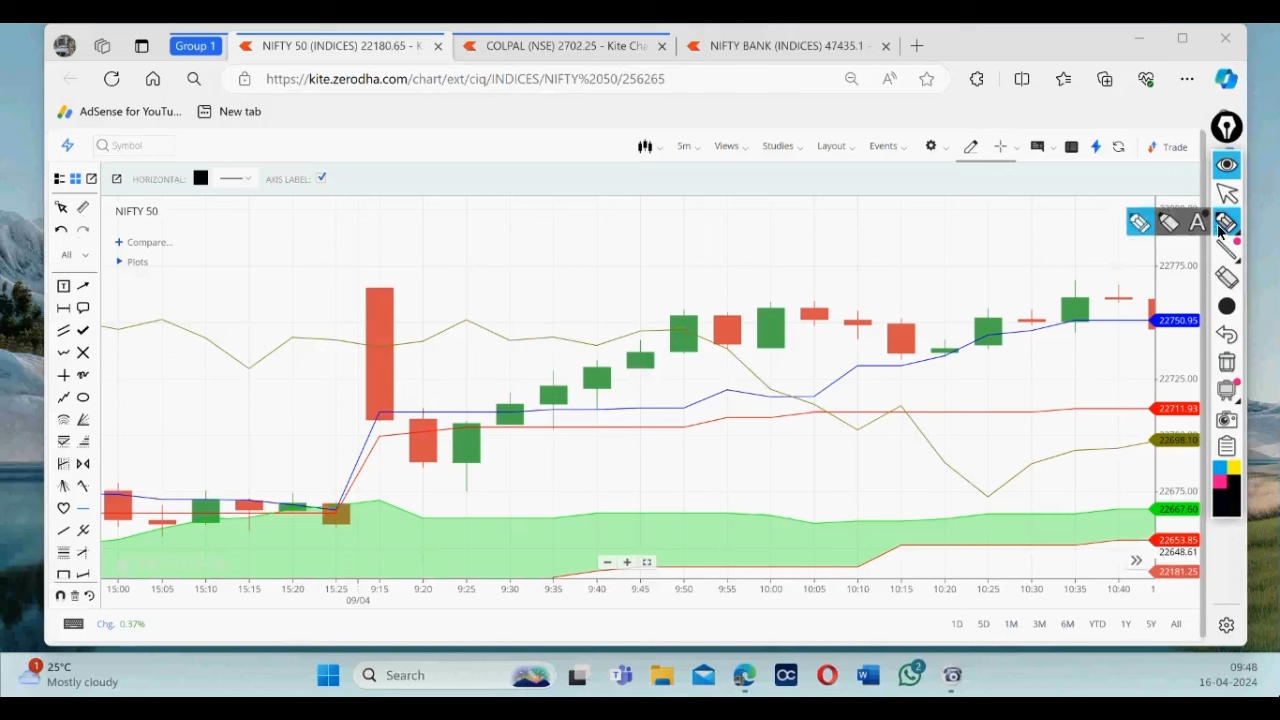 Group 1
NIFTY 50 (INDICES) 22180.65 - K
COLPAL (NSE) 2702.25 - Kite Cha
NIFTY BANK (INDICES) 47435.1 -
https://kite.zerodha.com/chart/ext/ciq/INDICES/NIFTY%2050/256265
AdSense for YouTu...
New tab
Symbol
5m
Views
Studies
Layout
Events
Trade
HORIZONTAL:
AXIS LABEL:
NIFTY 50
Compare...
Plots
All
22775.00
22750.95
22725.00
22711.93
22698.10
22675.00
22667.60
22653.85
22648.61
22181.25
15:00 15:05 15:10 15:15 15:20 15:25 9:15 9:20 9:25 9:30 9:35 9:40 9:45 9:50 9:55 10:00 10:05 10:10 10:15 10:20 10:25 10:30 10:35 10:40 1
09/04
Chg. 0.37%
1D 5D 1M 3M 6M YTD 1Y 5Y All
1
25°C
Mostly cloudy
Search
2
09:48
16-04-2024